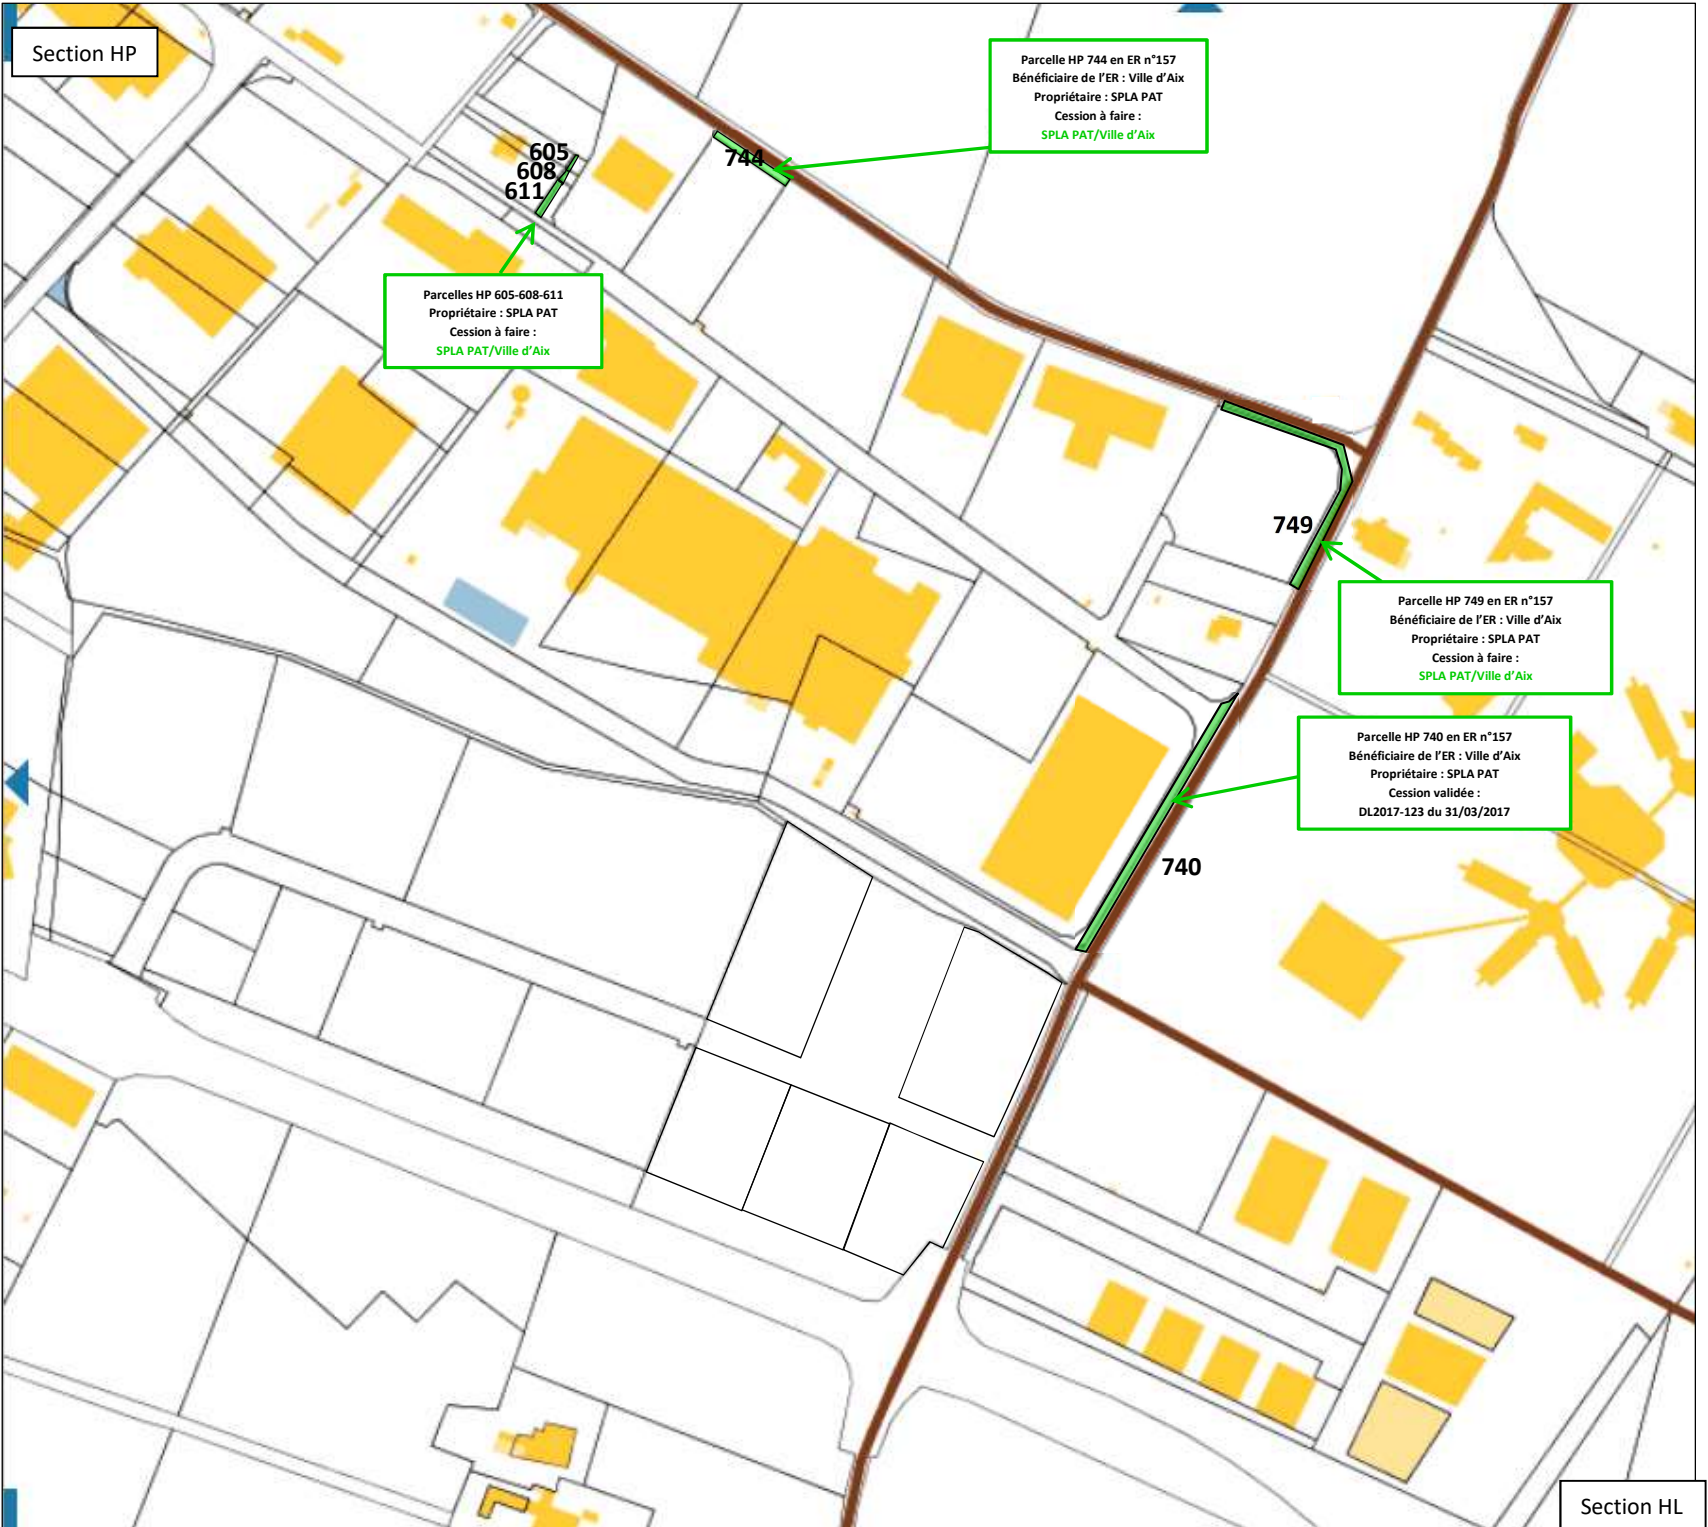 Section HP
Parcelle HP 744 en ER n°157
Bénéficiaire de l'ER : Ville d'Aix
Propriétaire : SPLA PAT
Cession à faire :
SPLA PAT/Ville d'Aix
605
608
611
744
Parcelles HP 605-608-611
Propriétaire : SPLA PAT
Cession à faire :
SPLA PAT/Ville d'Aix
749
Parcelle HP 749 en ER n°157
Bénéficiaire de l'ER : Ville d'Aix
Propriétaire : SPLA PAT
Cession à faire :
SPLA PAT/Ville d'Aix
Parcelle HP 740 en ER n°157
Bénéficiaire de l'ER : Ville d'Aix
Propriétaire : SPLA PAT
Cession validée :
DL2017-123 du 31/03/2017
740
Section HL